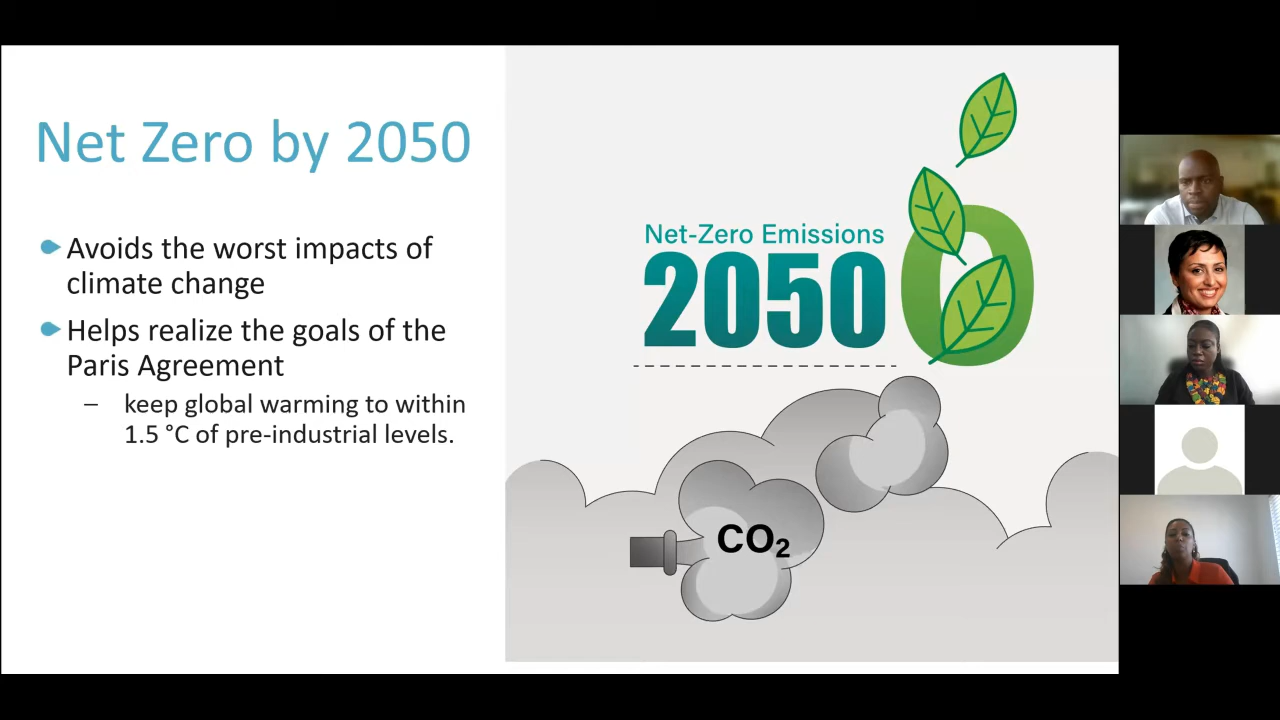 Net Zero by 2050
Avoids the worst impacts of
climate change
Helps realize the goals of the
Paris Agreement
– keep global warming to within
1.5 °C of pre-industrial levels.
Net-Zero Emissions
2050
0
CO₂